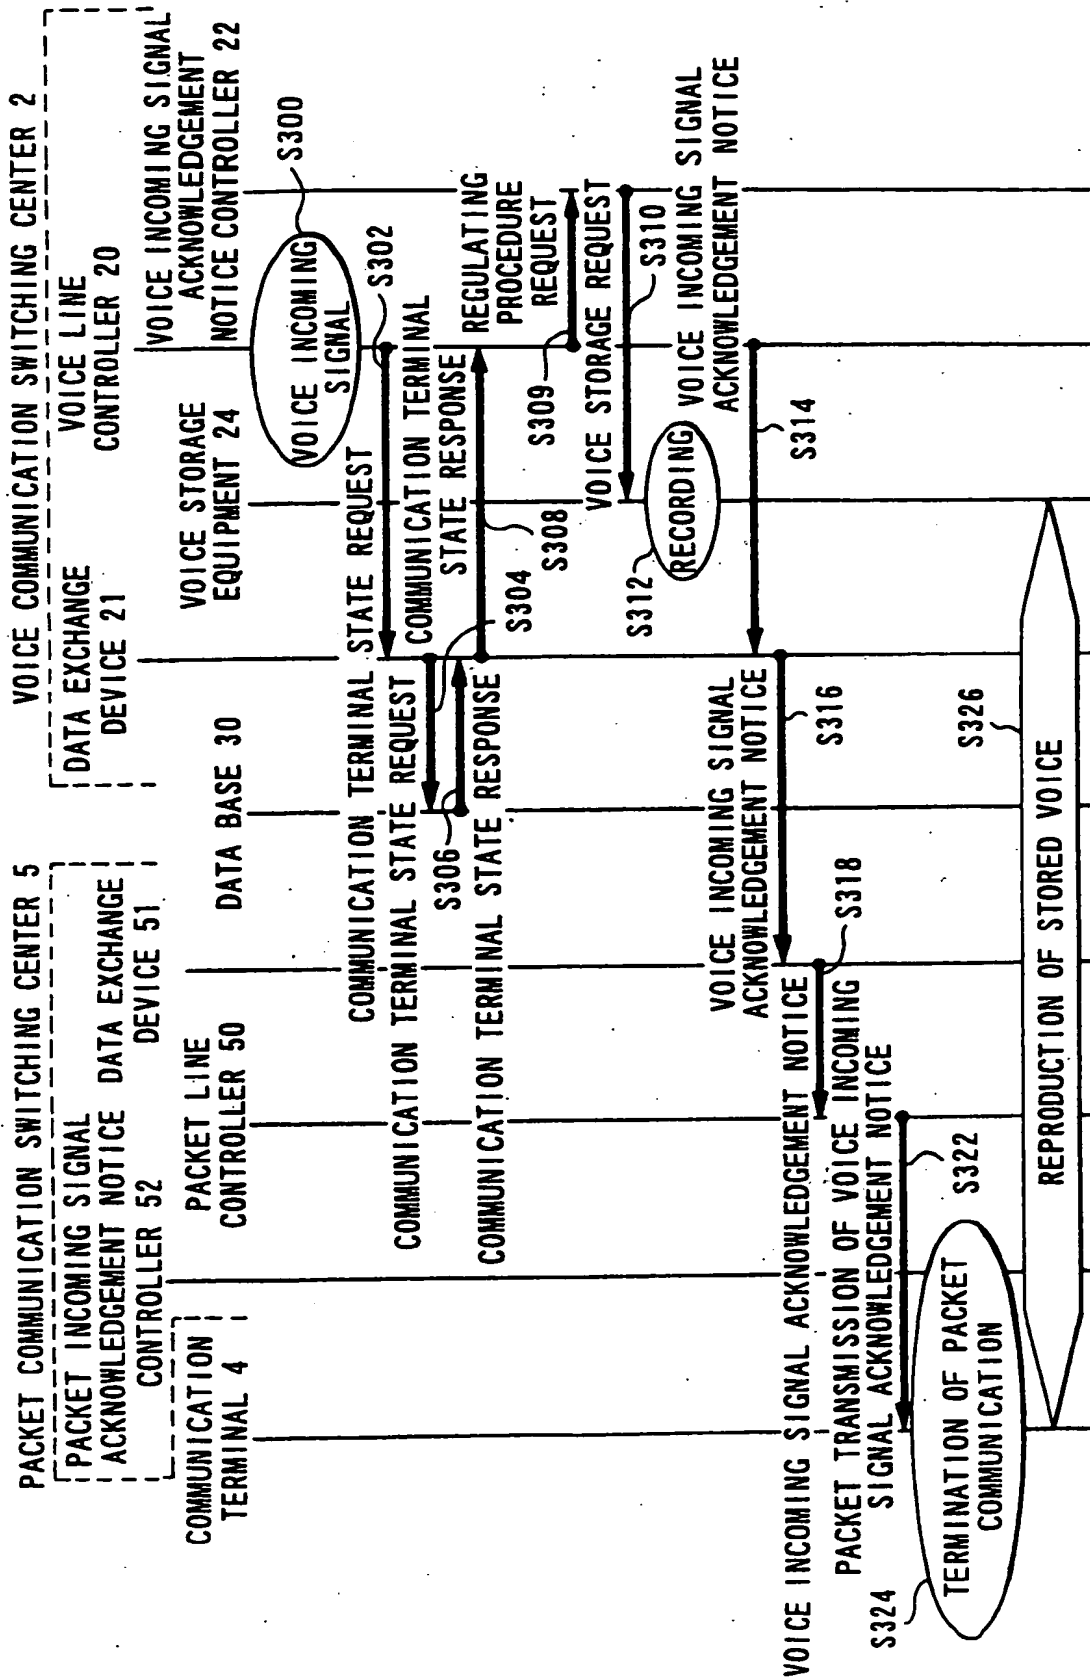 PACKET COMMUNICATION SWITCHING CENTER 5
VOICE COMMUNICATION SWITCHING CENTER 2
PACKET INCOMING SIGNAL
ACKNOWLEDGEMENT NOTICE
CONTROLLER 52
DATA EXCHANGE
DEVICE 51
DATA EXCHANGE
DEVICE 21
VOICE LINE
CONTROLLER 20
COMMUNICATION
TERMINAL 4
PACKET LINE
CONTROLLER 50
DATA BASE 30
VOICE STORAGE
EQUIPMENT 24
VOICE INCOMING SIGNAL
ACKNOWLEDGEMENT
NOTICE CONTROLLER 22
VOICE INCOMING
SIGNAL
S300
COMMUNICATION TERMINAL STATE REQUEST
S302
COMMUNICATION TERMINAL STATE REQUEST
S304
S306
COMMUNICATION TERMINAL STATE RESPONSE
COMMUNICATION TERMINAL
STATE RESPONSE
S308
REGULATING
PROCEDURE
REQUEST
S309
VOICE STORAGE REQUEST
S310
S312
RECORDING
VOICE INCOMING SIGNAL
ACKNOWLEDGEMENT NOTICE
S314
VOICE INCOMING SIGNAL
ACKNOWLEDGEMENT NOTICE
S316
VOICE INCOMING SIGNAL ACKNOWLEDGEMENT NOTICE
S318
PACKET TRANSMISSION OF VOICE INCOMING
SIGNAL ACKNOWLEDGEMENT NOTICE
S322
S324
TERMINATION OF PACKET
COMMUNICATION
S326
REPRODUCTION OF STORED VOICE